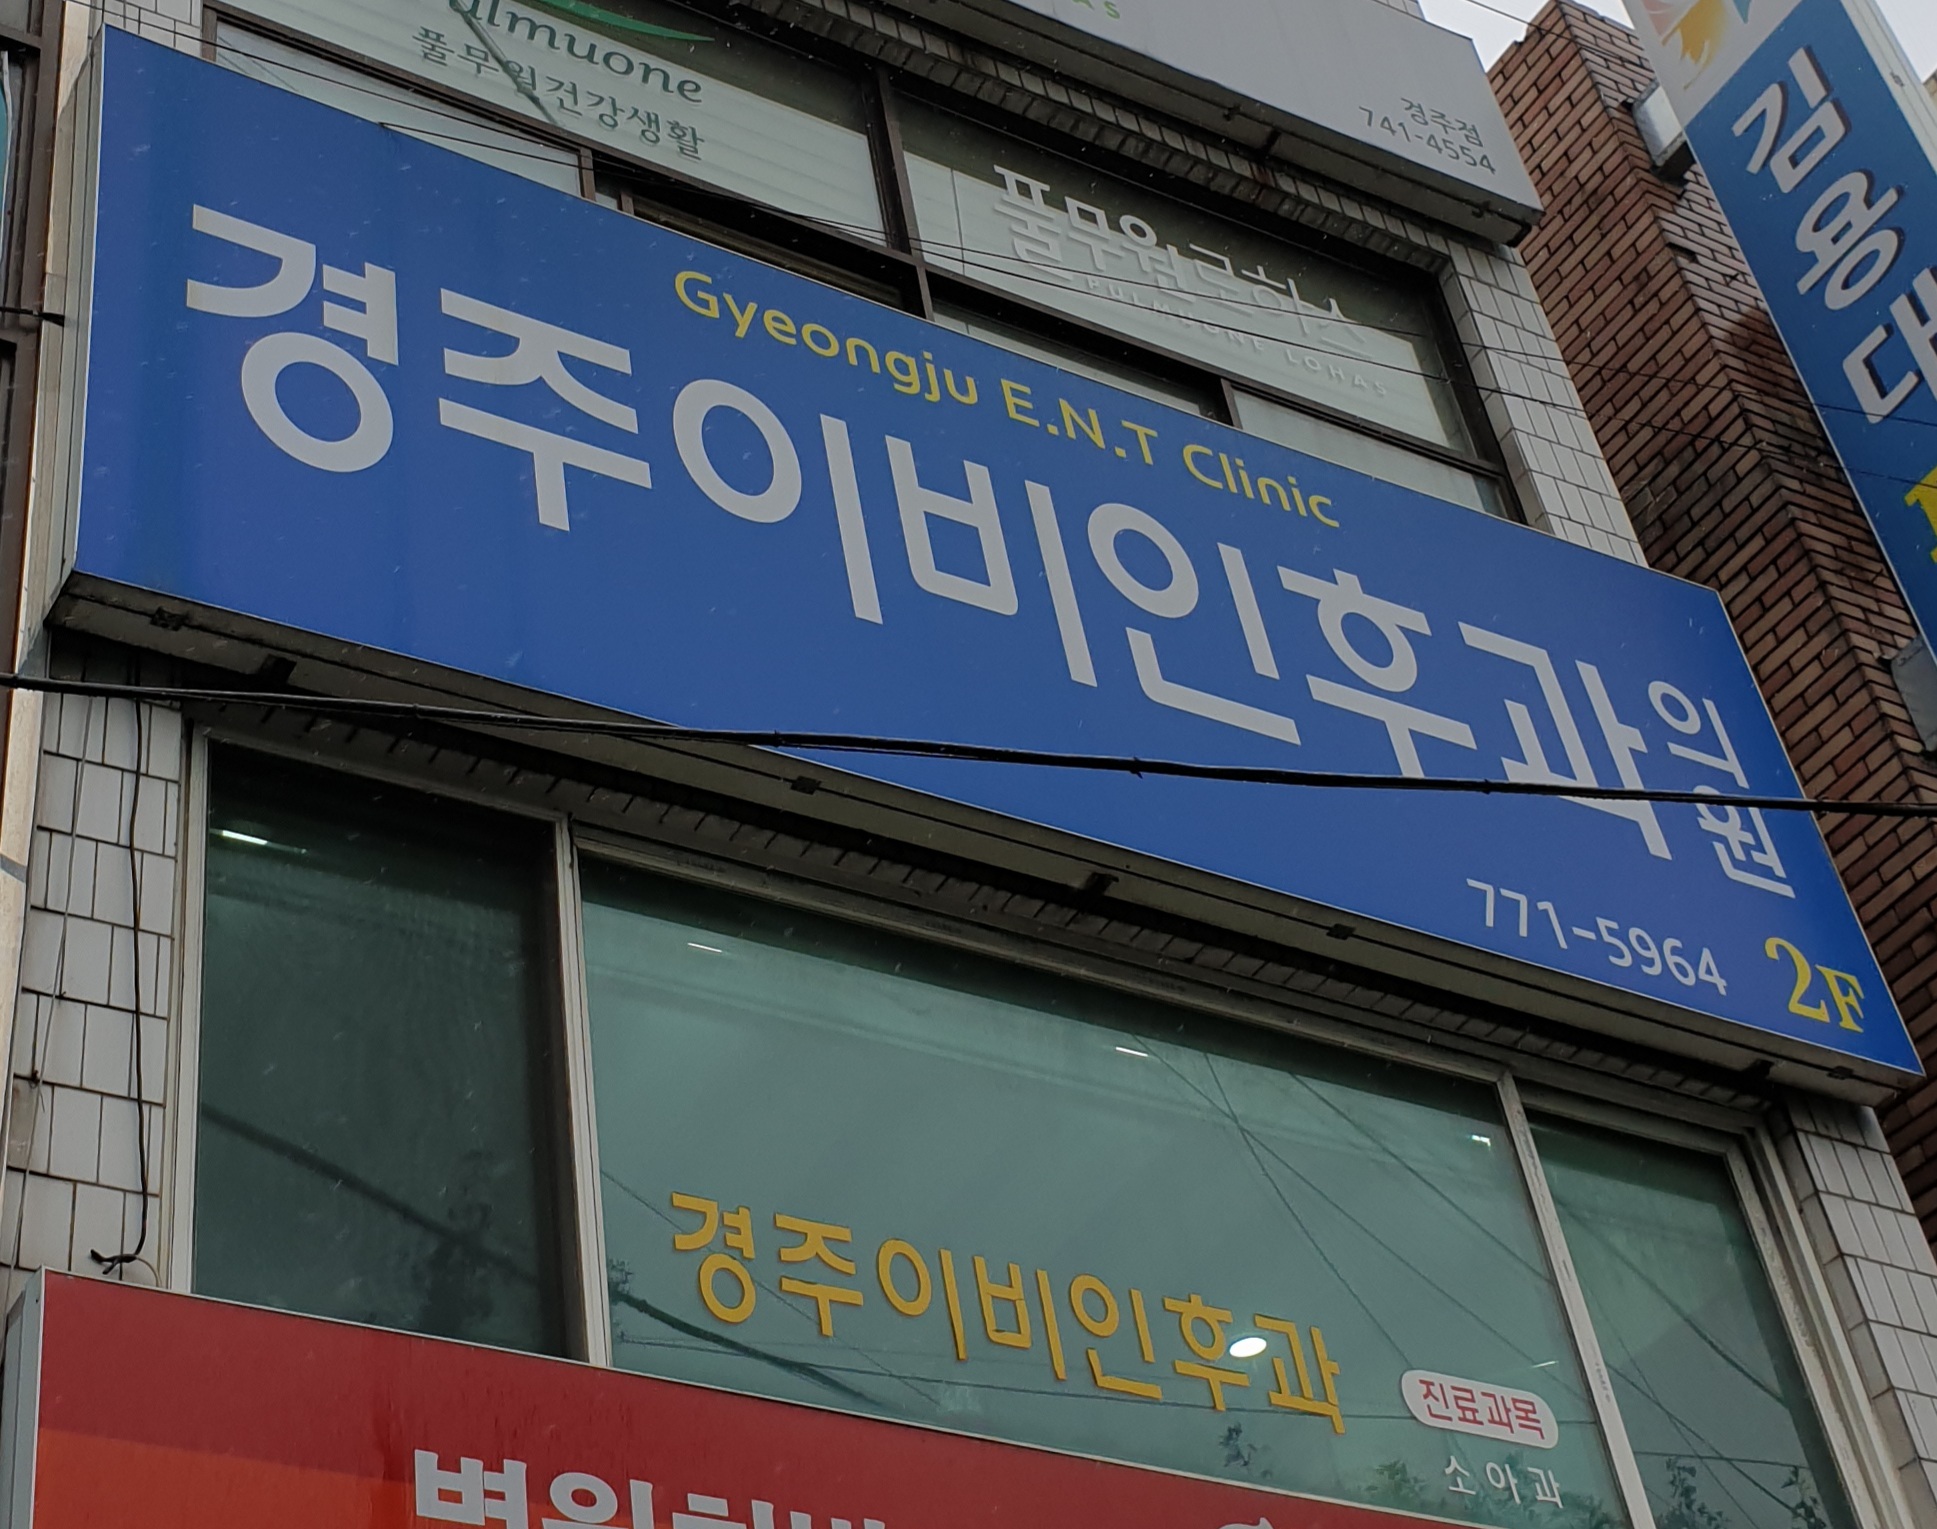 풀무원건강생활
경주점
741-4554
풀무원로하스
PULMUONE LOHAS
김용대
Gyeongju E.N.T Clinic
경주이비인후과의원
771-5964 2F
경주이비인후과
진료과목
소아과